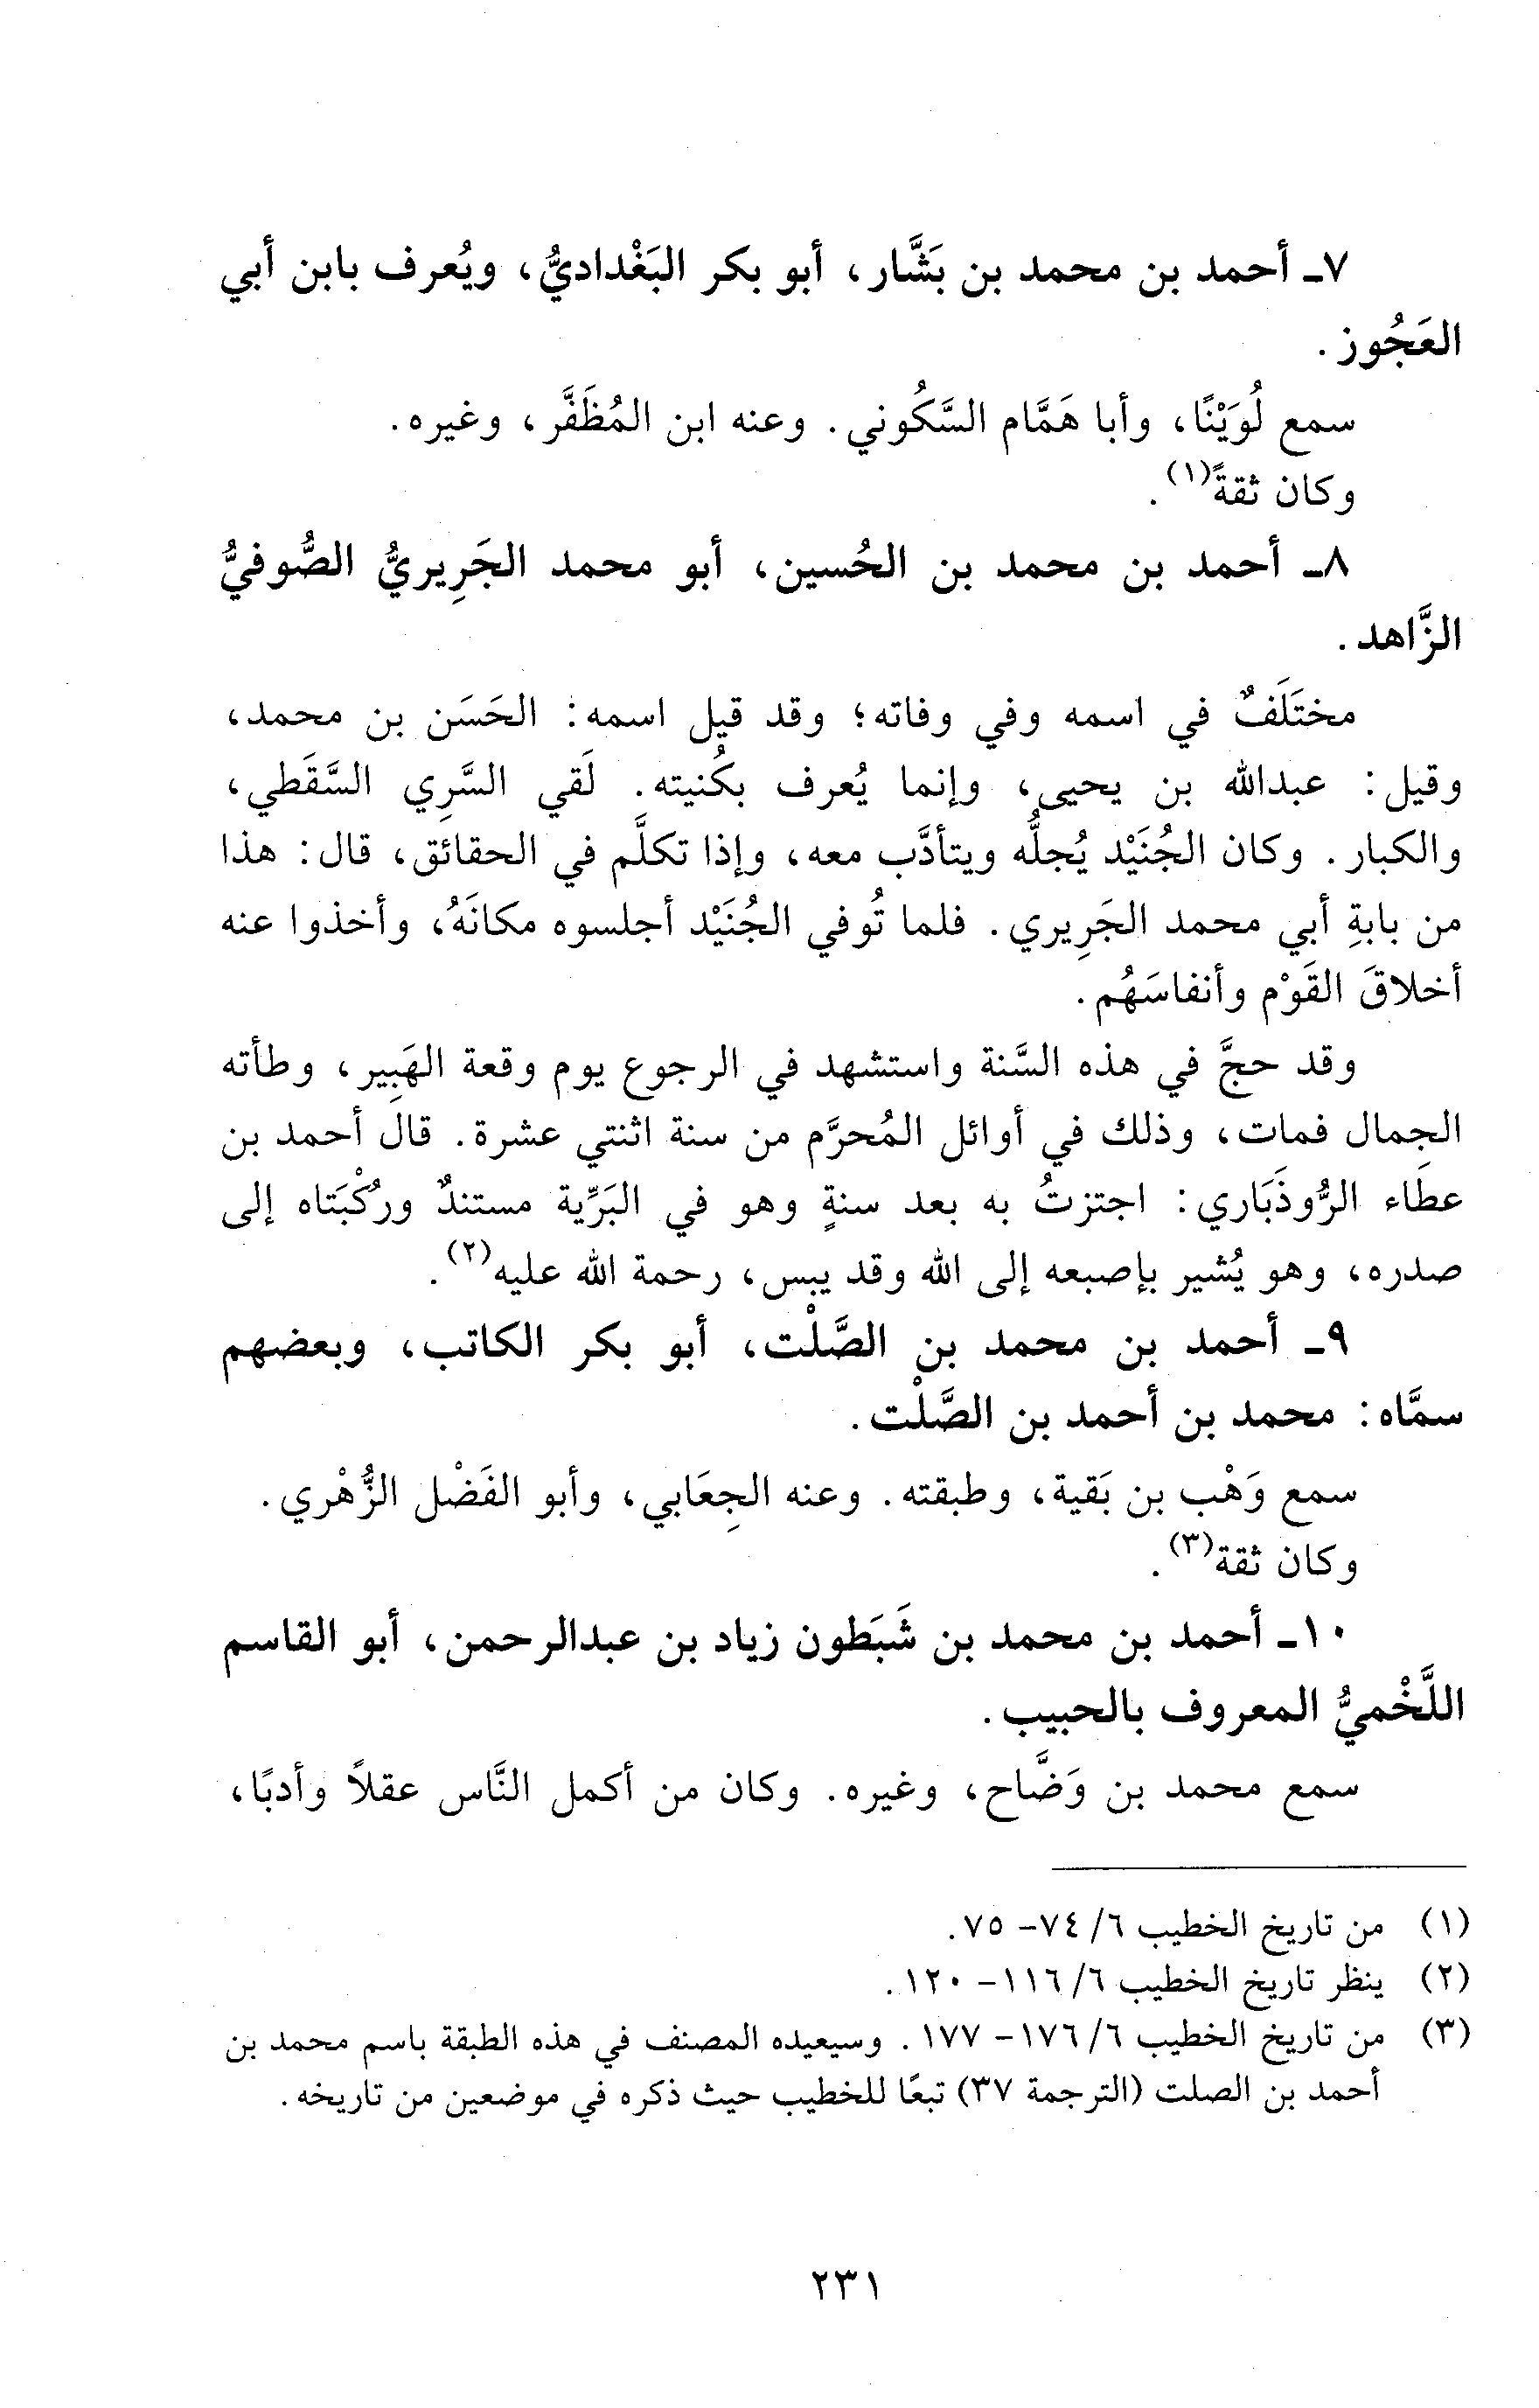 ٧ـ أحمد بن محمد بن بَشَّار، أبو بكر البَغْداديُّ، ويُعرف بابن أبي
العَجُوز.
سمع لُوَيْنًا، وأبا هَمَّام السَّكُوني. وعنه ابن المُظَفَّر، وغيره.
وكان ثقةً(١).
٨ـ أحمد بن محمد بن الحُسين، أبو محمد الجَرِيريُّ الصُّوفيُّ
الزَّاهد.
مختَلَفٌ في اسمه وفي وفاته؛ وقد قيل اسمه: الحَسَن بن محمد،
وقيل: عبدالله بن يحيى، وإنما يُعرف بكُنيته. لَقي السَّرِي السَّقَطي،
والكبار. وكان الجُنَيْد يُجلُّه ويتأدَّب معه، وإذا تكلَّم في الحقائق، قال: هذا
من بابةِ أبي محمد الجَرِيري. فلما تُوفي الجُنَيْد أجلسوه مكانَهُ، وأخذوا عنه
أخلاقَ القَوْم وأنفاسَهُم.
وقد حجَّ في هذه السَّنة واستشهد في الرجوع يوم وقعة الهَبِير، وطأته
الجِمال فمات، وذلك في أوائل المُحرَّم من سنة اثنتي عشرة. قال أحمد بن
عطَاء الرُّوذَبَاري: اجتزتُ به بعد سنةٍ وهو في البَرِّية مستندٌ ورُكْبَتاه إلى
صدره، وهو يُشير بإصبعه إلى الله وقد يبس، رحمة الله عليه(٢).
٩ـ أحمد بن محمد بن الصَّلْت، أبو بكر الكاتب، وبعضهم
سمَّاه: محمد بن أحمد بن الصَّلْت.
سمع وَهْب بن بَقية، وطبقته. وعنه الجِعَابي، وأبو الفَضْل الزُّهْري.
وكان ثقة(٣).
١٠ـ أحمد بن محمد بن شَبَطون زياد بن عبدالرحمن، أبو القاسم
اللَّخْميُّ المعروف بالحبيب.
سمع محمد بن وَضَّاح، وغيره. وكان من أكمل النَّاس عقلاً وأدبًا،
(١) من تاريخ الخطيب ٦/ ٧٤- ٧٥.
(٢) ينظر تاريخ الخطيب ٦/ ١١٦- ١٢٠.
(٣) من تاريخ الخطيب ٦/ ١٧٦- ١٧٧. وسيعيده المصنف في هذه الطبقة باسم محمد بن
أحمد بن الصلت (الترجمة ٣٧) تبعًا للخطيب حيث ذكره في موضعين من تاريخه.
٢٣١